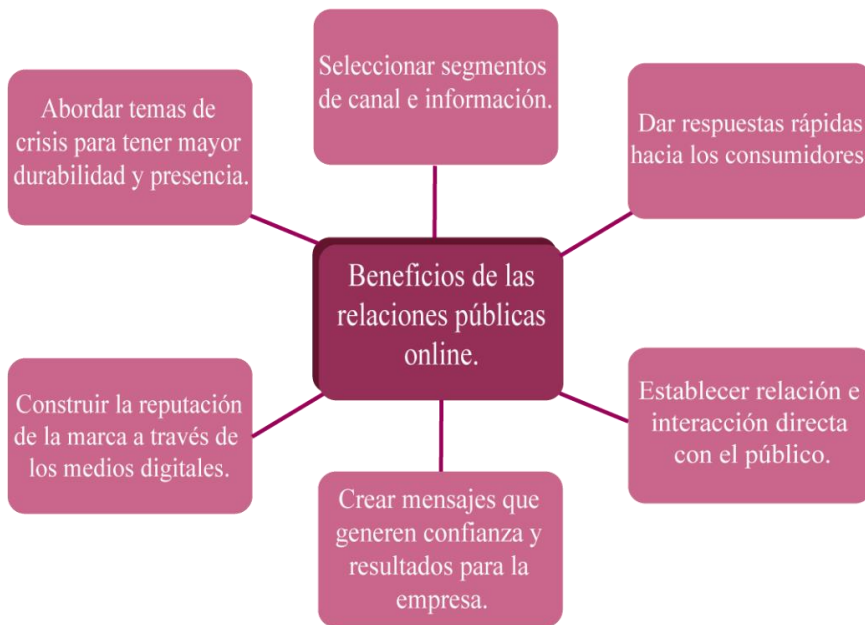 Seleccionar segmentos
de canal e información.
Abordar temas de
crisis para tener mayor
durabilidad y presencia.
Dar respuestas rápidas
hacia los consumidores
Beneficios de las
relaciones públicas
online.
Construir la reputación
de la marca a través de
los medios digitales.
Establecer relación e
interacción directa
con el público.
Crear mensajes que
generen confianza y
resultados para la
empresa.